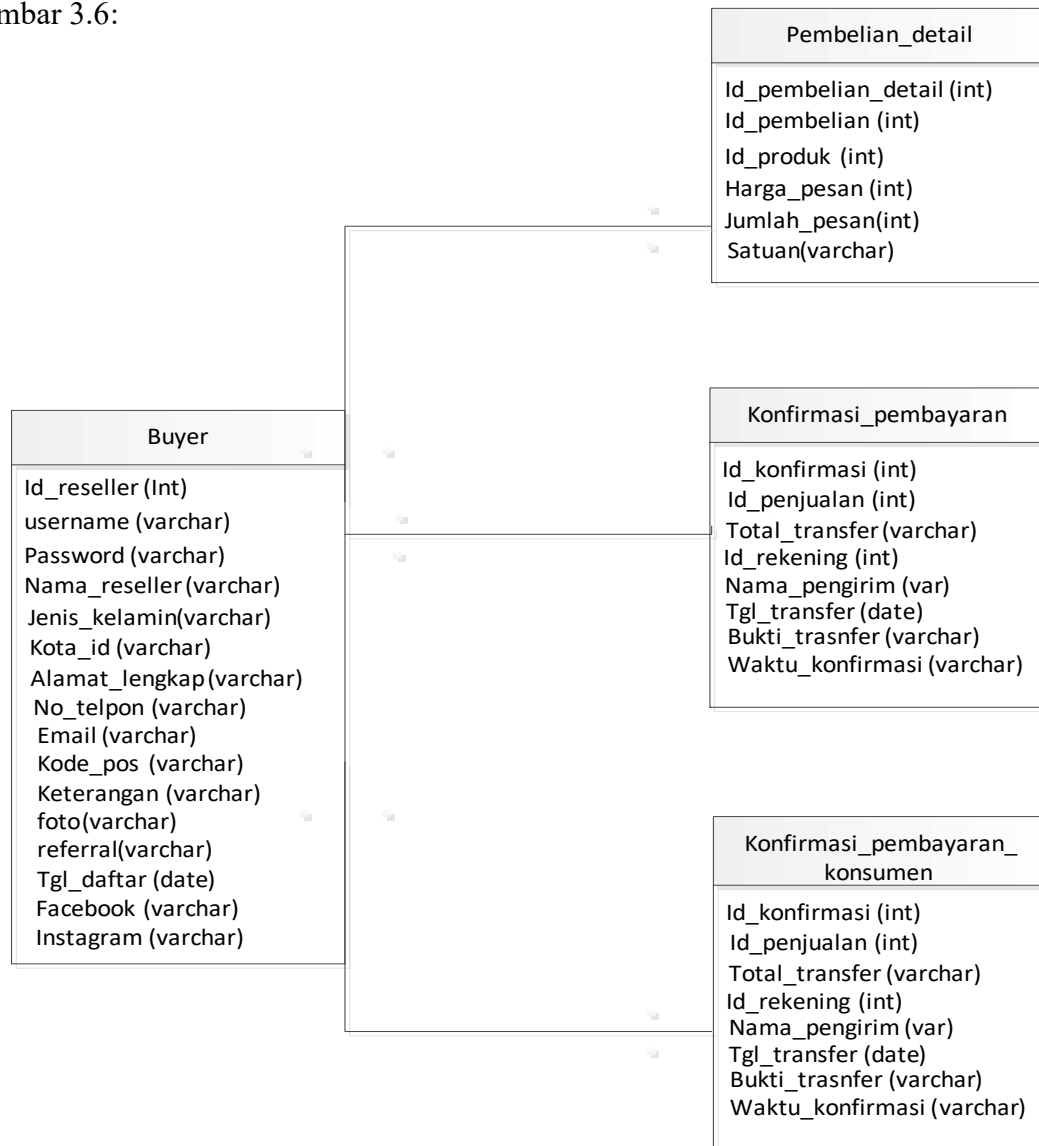 mbar 3.6:
Pembelian_detail
Id_pembelian_detail (int)
Id_pembelian (int)
Id_produk (int)
Harga_pesan (int)
Jumlah_pesan(int)
Satuan(varchar)
Buyer
Id_reseller (Int)
username (varchar)
Password (varchar)
Nama_reseller (varchar)
Jenis_kelamin(varchar)
Kota_id (varchar)
Alamat_lengkap (varchar)
No_telpon (varchar)
Email (varchar)
Kode_pos (varchar)
Keterangan (varchar)
foto(varchar)
referral(varchar)
Tgl_daftar (date)
Facebook (varchar)
Instagram (varchar)
Konfirmasi_pembayaran
Id_konfirmasi (int)
Id_penjualan (int)
Total_transfer (varchar)
Id_rekening (int)
Nama_pengirim (var)
Tgl_transfer (date)
Bukti_trasnfer (varchar)
Waktu_konfirmasi (varchar)
Konfirmasi_pembayaran_
konsumen
Id_konfirmasi (int)
Id_penjualan (int)
Total_transfer (varchar)
Id_rekening (int)
Nama_pengirim (var)
Tgl_transfer (date)
Bukti_trasnfer (varchar)
Waktu_konfirmasi (varchar)